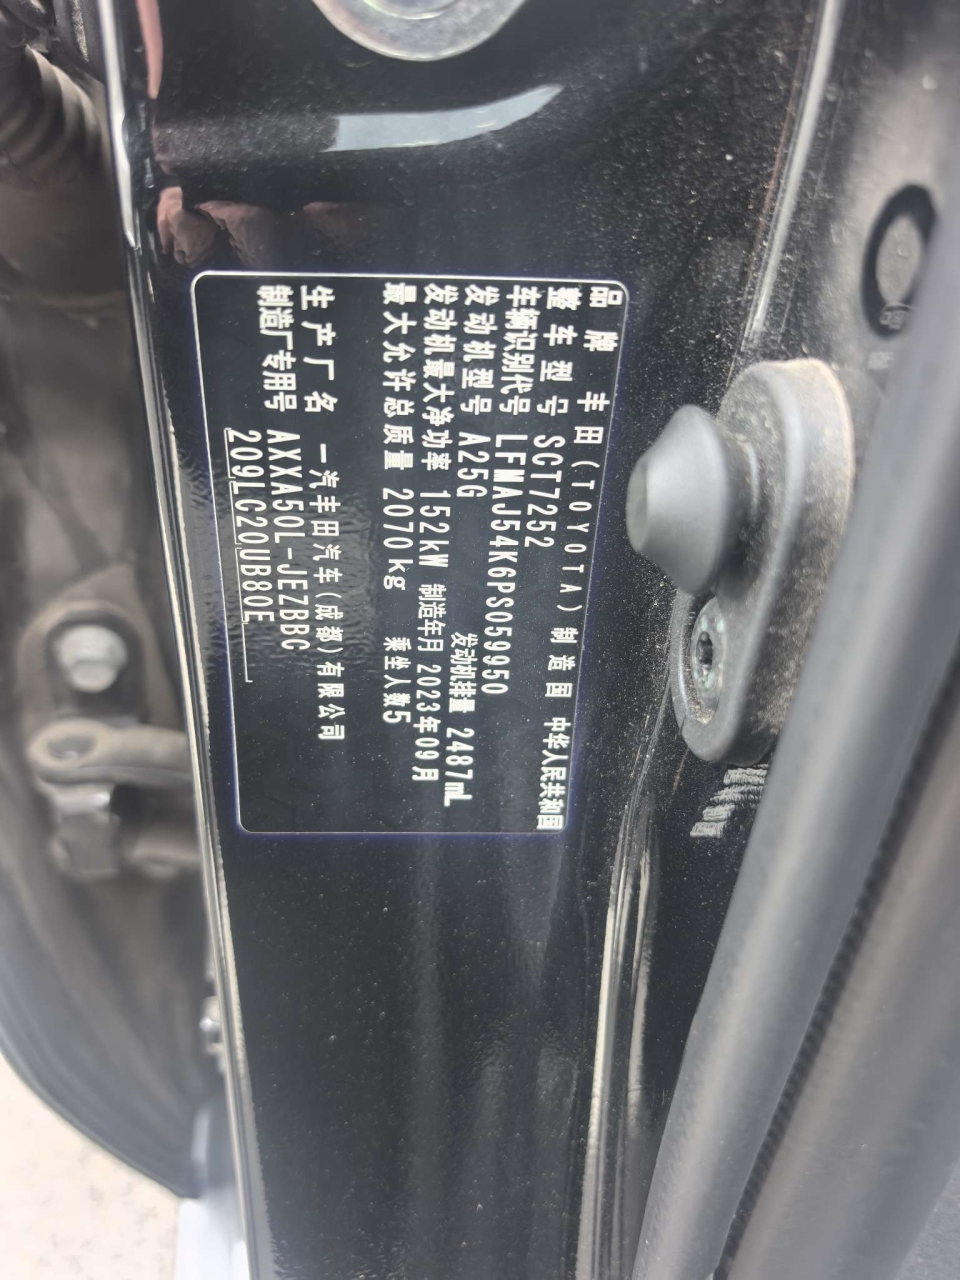 品牌 丰田(TOYOTA) 制造国 中华人民共和国
整车型号 SCT7252
车辆识别代号 LFMAJ54K6PS059950
发动机型号 A25G 发动机排量 2487mL
发动机最大净功率 152kW 制造年月 2023年09月
最大允许总质量 2070kg 乘坐人数5
生产厂名 一汽丰田汽车(成都)有限公司
制造厂专用号 AXXA50L-JEZBBC
209LC20UB80E